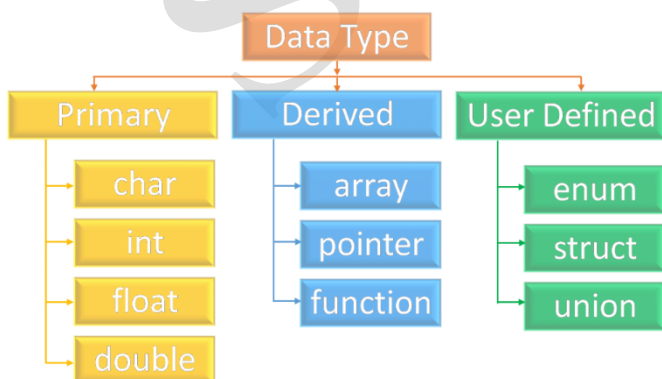 Data Type
Primary
Derived
User Defined
char
array
enum
int
pointer
struct
float
function
union
double